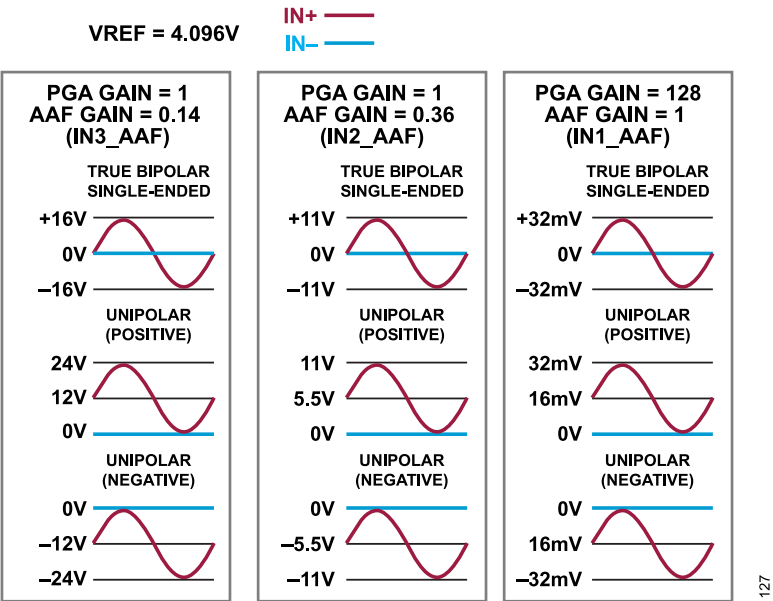 VREF = 4.096V
IN+
IN–
PGA GAIN = 1
AAF GAIN = 0.14
(IN3_AAF)
TRUE BIPOLAR
SINGLE-ENDED
+16V
0V
–16V
UNIPOLAR
(POSITIVE)
24V
12V
0V
UNIPOLAR
(NEGATIVE)
0V
–12V
–24V
PGA GAIN = 1
AAF GAIN = 0.36
(IN2_AAF)
TRUE BIPOLAR
SINGLE-ENDED
+11V
0V
–11V
UNIPOLAR
(POSITIVE)
11V
5.5V
0V
UNIPOLAR
(NEGATIVE)
0V
–5.5V
–11V
PGA GAIN = 128
AAF GAIN = 1
(IN1_AAF)
TRUE BIPOLAR
SINGLE-ENDED
+32mV
0V
–32mV
UNIPOLAR
(POSITIVE)
32mV
16mV
0V
UNIPOLAR
(NEGATIVE)
0V
16mV
–32mV
127